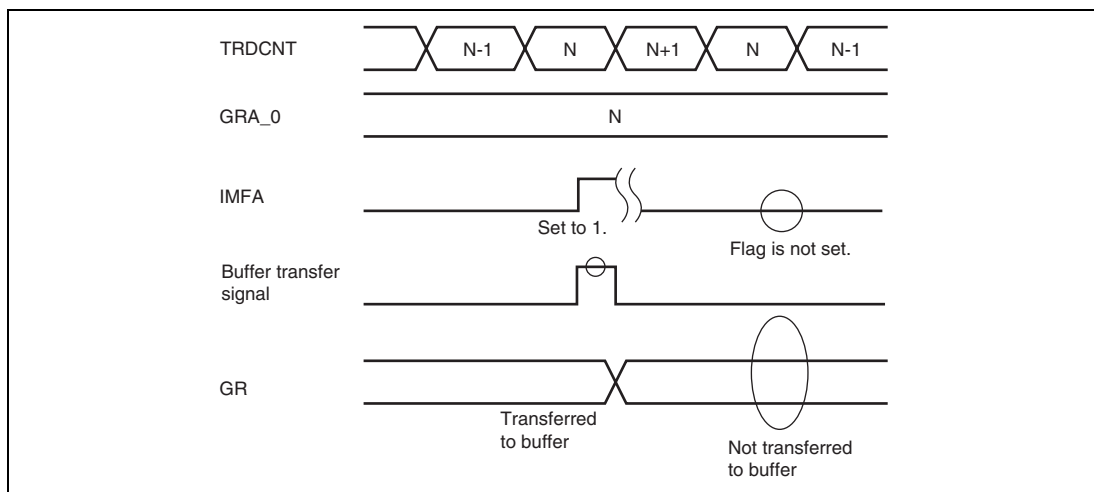 TRDCNT
N-1
N
N+1
N
N-1
GRA_0
N
IMFA
Set to 1.
Flag is not set.
Buffer transfer
signal
GR
Transferred
to buffer
Not transferred
to buffer